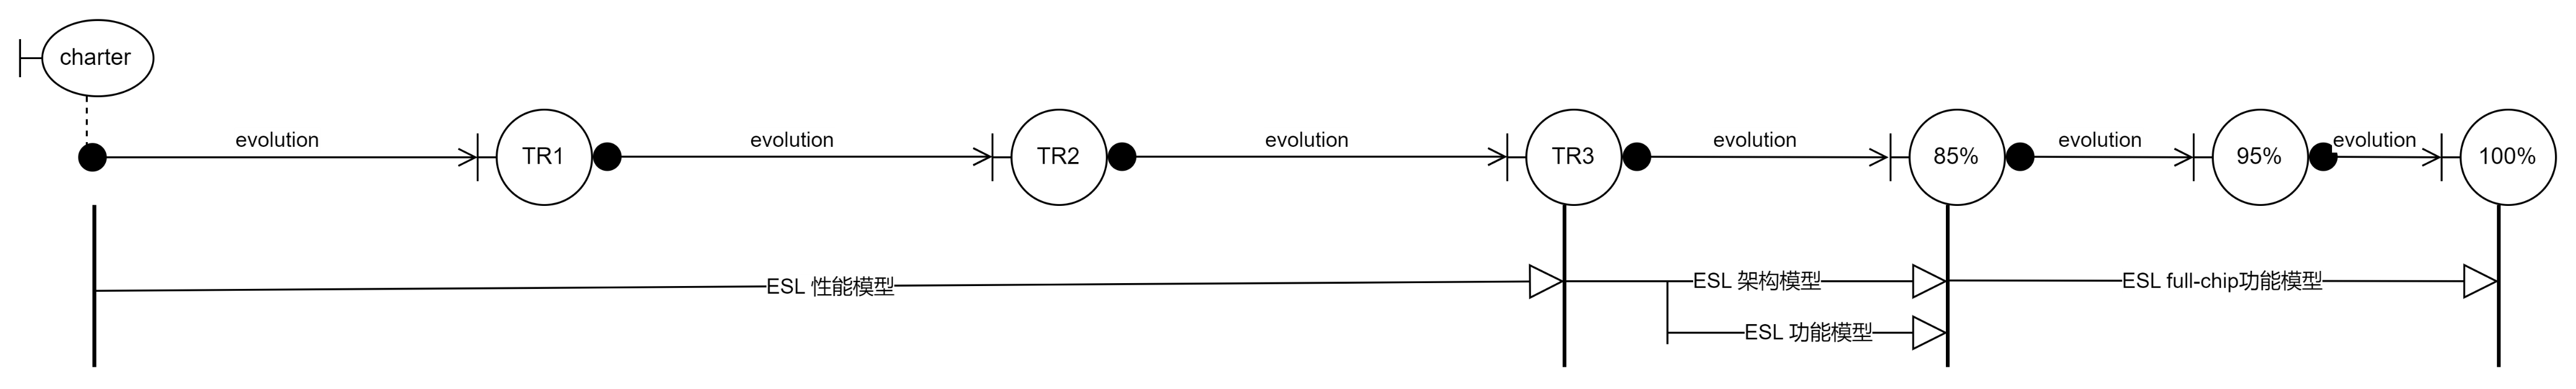 charter
evolution
evolution
evolution
evolution
evolution
evolution
TR1
TR2
TR3
85%
95%
100%
ESL 性能模型
ESL 架构模型
ESL full-chip功能模型
ESL 功能模型